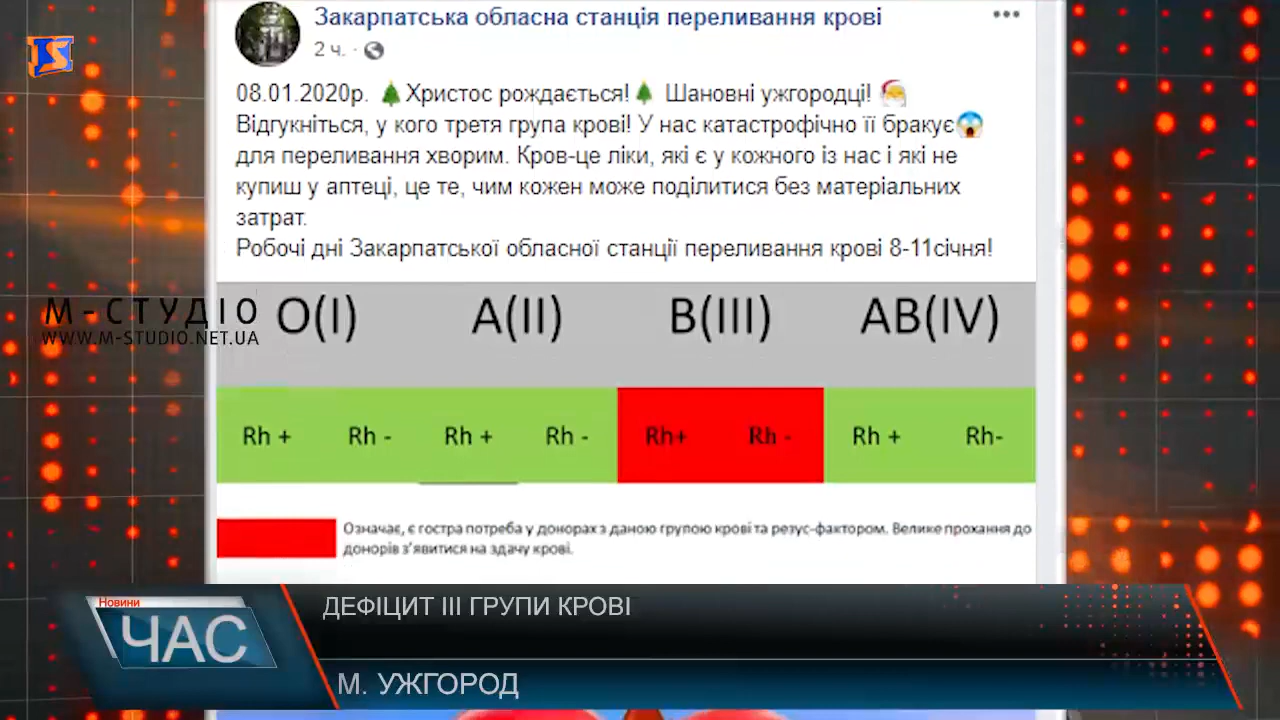 Закарпатська обласна станція переливання крові
2 ч.
08.01.2020р. 🎄Христос рождається!🎄 Шановні ужгородці! 🎅
Відгукніться, у кого третя група крові! У нас катастрофічно її бракує😱
для переливання хворим. Кров-це ліки, які є у кожного із нас і які не
купиш у аптеці, це те, чим кожен може поділитися без матеріальних
затрат.
Робочі дні Закарпатської обласної станції переливання крові 8-11січня!
М-СТУДІО
WWW.M-STUDIO.NET.UA
O(I) A(II) B(III) AB(IV)
Rh + Rh - Rh + Rh - Rh+ Rh - Rh + Rh-
Означає, є гостра потреба у донорах з даною групою крові та резус-фактором. Велике прохання до
донорів з'явитися на здачу крові.
Новини
ЧАС
ДЕФІЦИТ ІІІ ГРУПИ КРОВІ
М. УЖГОРОД